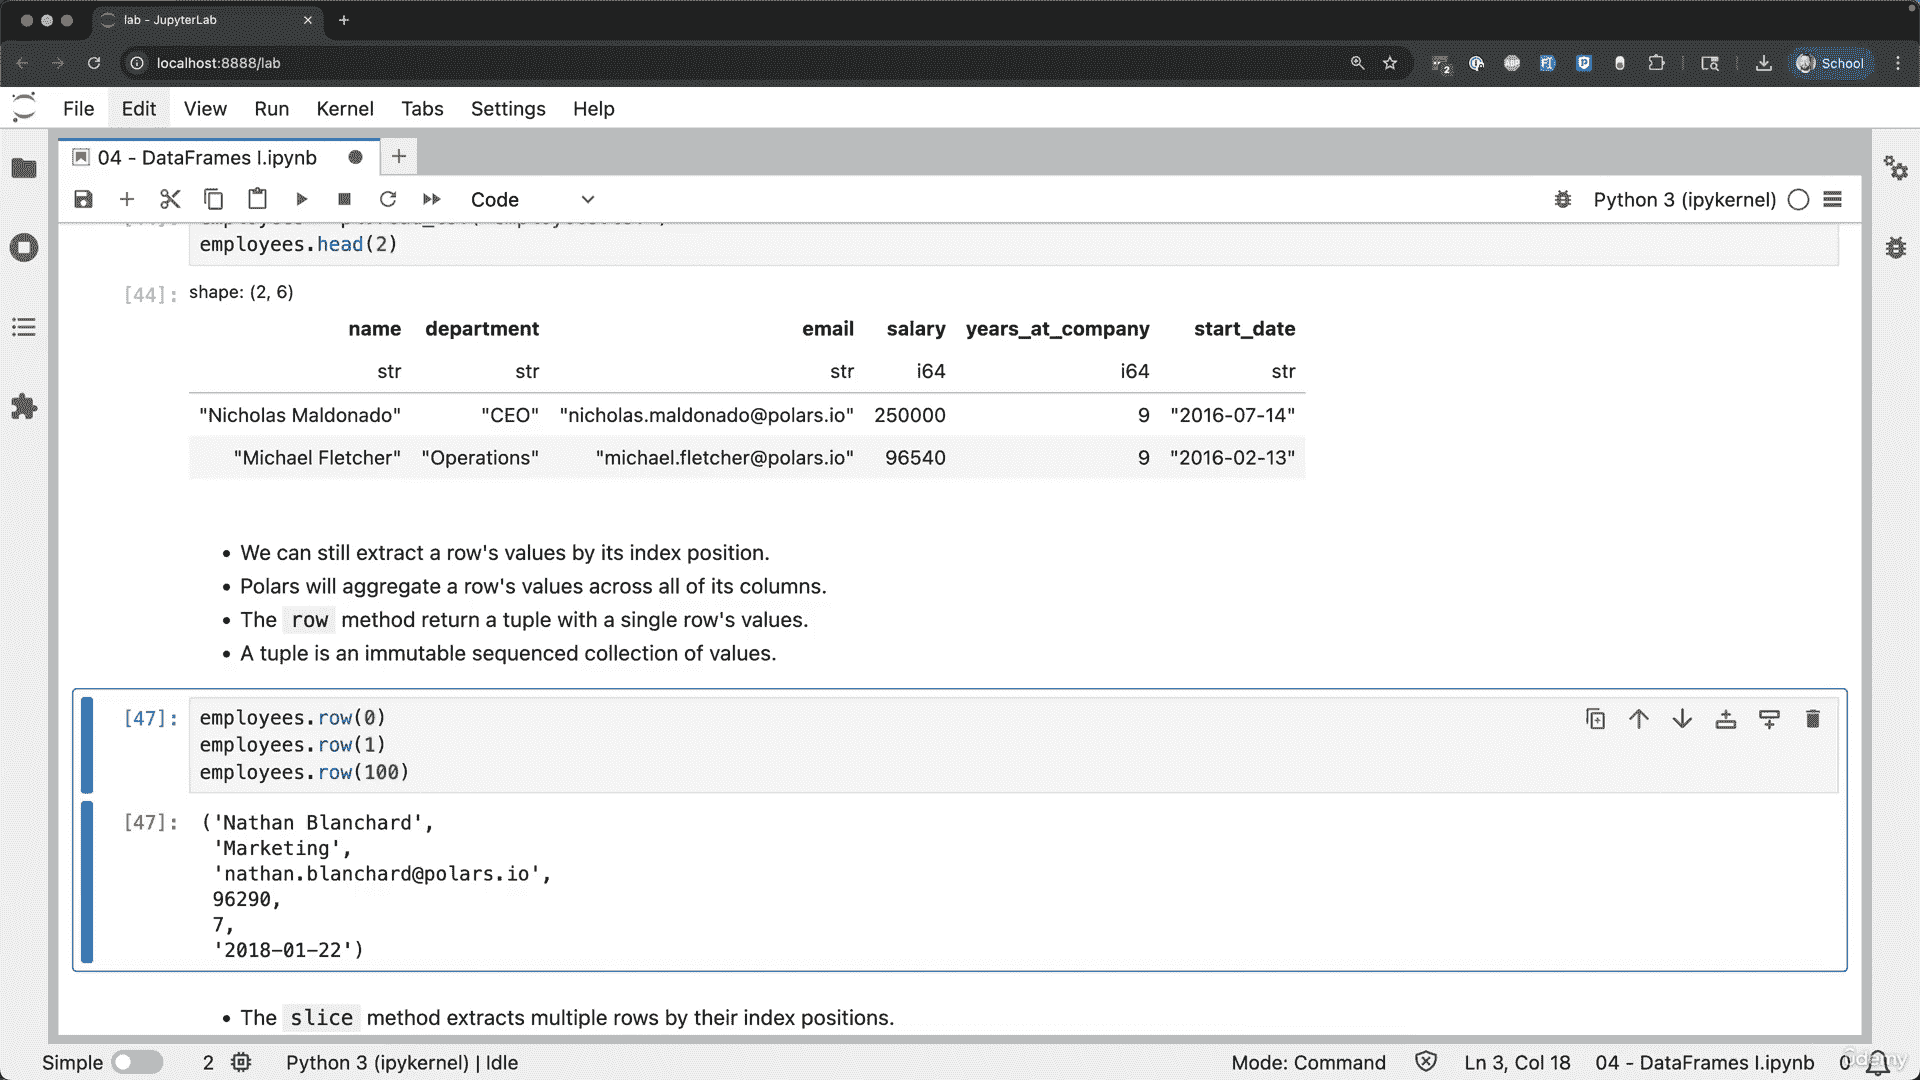 lab - JupyterLab
localhost:8888/lab
2
School
File Edit View Run Kernel Tabs Settings Help
04 - DataFrames I.ipynb
Code
Python 3 (ipykernel)
employees.head(2)
[44]: shape: (2, 6)
name department email salary years_at_company start_date
str str str i64 i64 str
"Nicholas Maldonado" "CEO" "nicholas.maldonado@polars.io" 250000 9 "2016-07-14"
"Michael Fletcher" "Operations" "michael.fletcher@polars.io" 96540 9 "2016-02-13"
• We can still extract a row's values by its index position.
• Polars will aggregate a row's values across all of its columns.
• The row method return a tuple with a single row's values.
• A tuple is an immutable sequenced collection of values.
[47]: employees.row(0)
employees.row(1)
employees.row(100)
[47]: ('Nathan Blanchard',
'Marketing',
'nathan.blanchard@polars.io',
96290,
7,
'2018-01-22')
• The slice method extracts multiple rows by their index positions.
Simple 2 Python 3 (ipykernel) | Idle Mode: Command Ln 3, Col 18 04 - DataFrames I.ipynb 0
Udemy